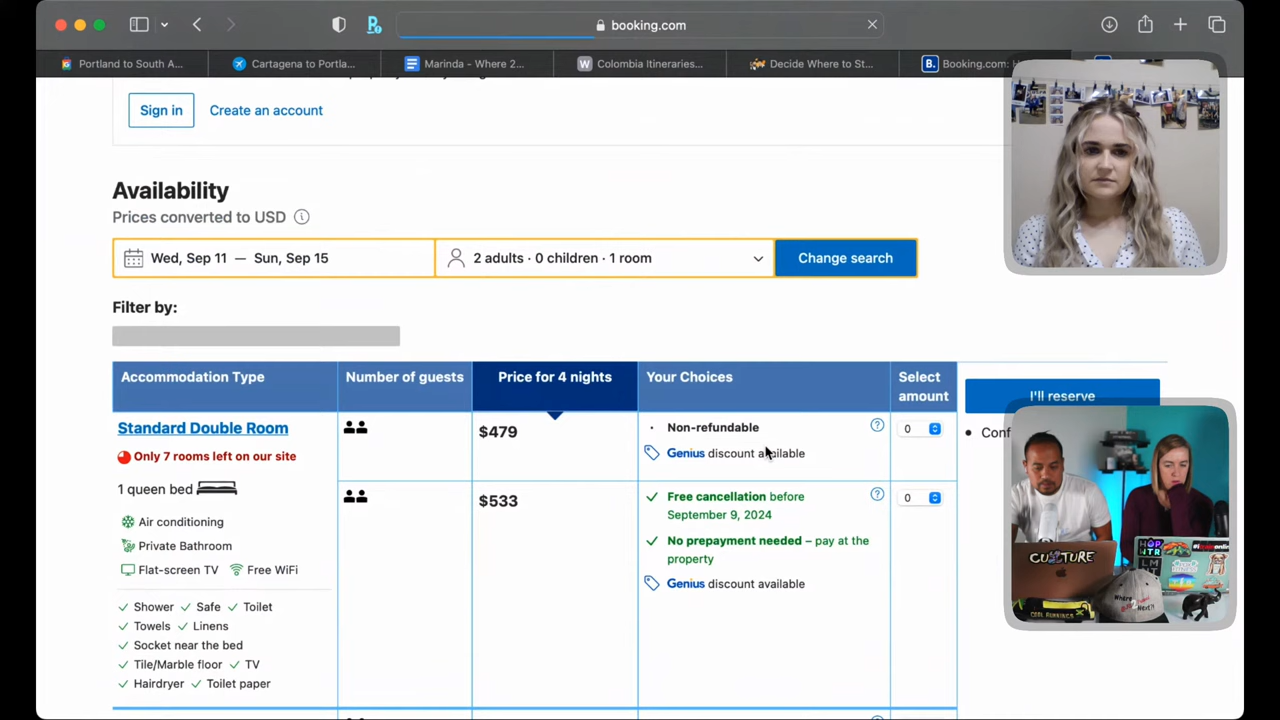 booking.com
Portland to South A...
Cartagena to Portla...
Marinda - Where 2...
Colombia Itineraries...
Decide Where to St...
Booking.com: H
Sign in
Create an account
Availability
Prices converted to USD
Wed, Sep 11 — Sun, Sep 15
2 adults · 0 children · 1 room
Change search
Filter by:
Accommodation Type
Number of guests
Price for 4 nights
Your Choices
Select
amount
I'll reserve
Standard Double Room
Only 7 rooms left on our site
1 queen bed
Air conditioning
Private Bathroom
Flat-screen TV Free WiFi
Shower Safe Toilet
Towels Linens
Socket near the bed
Tile/Marble floor TV
Hairdryer Toilet paper
$479
Non-refundable
Genius discount available
0
$533
Free cancellation before
September 9, 2024
No prepayment needed – pay at the
property
Genius discount available
0
Conf
CULTURE
HOP
NTR
LM